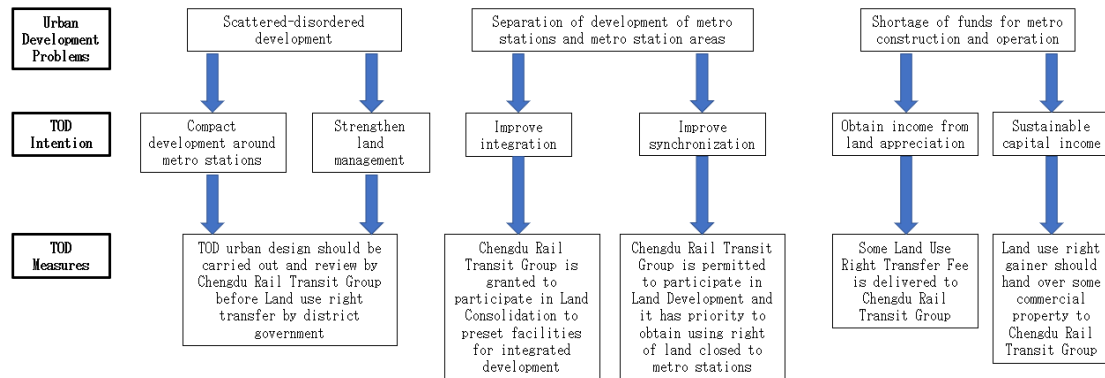 Urban
Development
Problems
Scattered-disordered
development
Separation of development of metro
stations and metro station areas
Shortage of funds for metro
construction and operation
TOD
Intention
Compact
development around
metro stations
Strengthen
land
management
Improve
integration
Improve
synchronization
Obtain income from
land appreciation
Sustainable
capital income
TOD
Measures
TOD urban design should be
carried out and review by
Chengdu Rail Transit Group
before Land use right
transfer by district
government
Chengdu Rail
Transit Group is
granted to
participate in Land
Consolidation to
preset facilities
for integrated
development
Chengdu Rail Transit
Group is permitted
to participate in
Land Development and
it has priority to
obtain using right
of land closed to
metro stations
Some Land Use
Right Transfer Fee
is delivered to
Chengdu Rail
Transit Group
Land use right
gainer should
hand over some
commercial
property to
Chengdu Rail
Transit Group